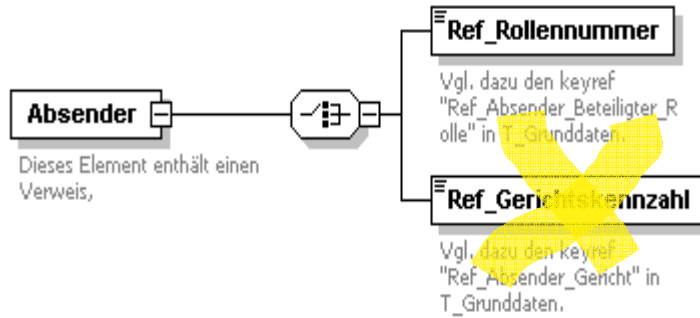 Ref_Rollennummer
Vgl. dazu den keyref
"Ref_Absender_Beteiligter_R
olle" in T_Grunddaten.
Absender
Dieses Element enthält einen
Verweis,
Ref_Gerichtskennzahl
Vgl. dazu den keyref
"Ref_Absender_Gericht" in
T_Grunddaten.